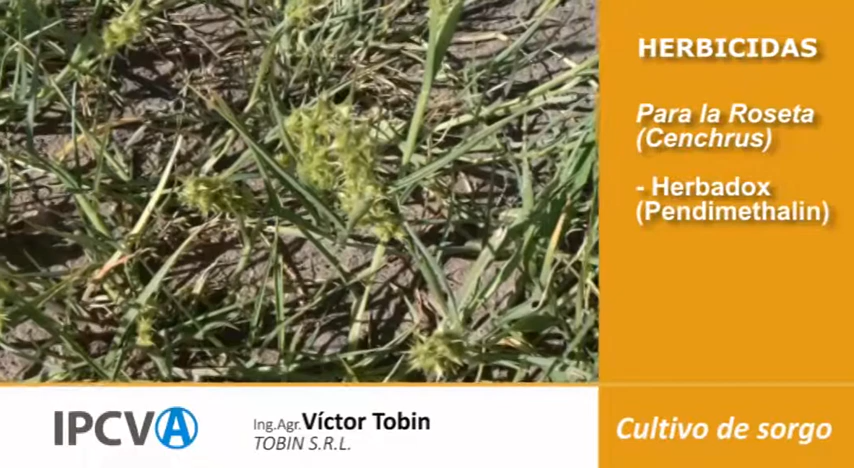 HERBICIDAS
Para la Roseta
(Cenchrus)
- Herbadox
(Pendimethalin)
IPCVA
Ing.Agr.Víctor Tobin
TOBIN S.R.L.
Cultivo de sorgo